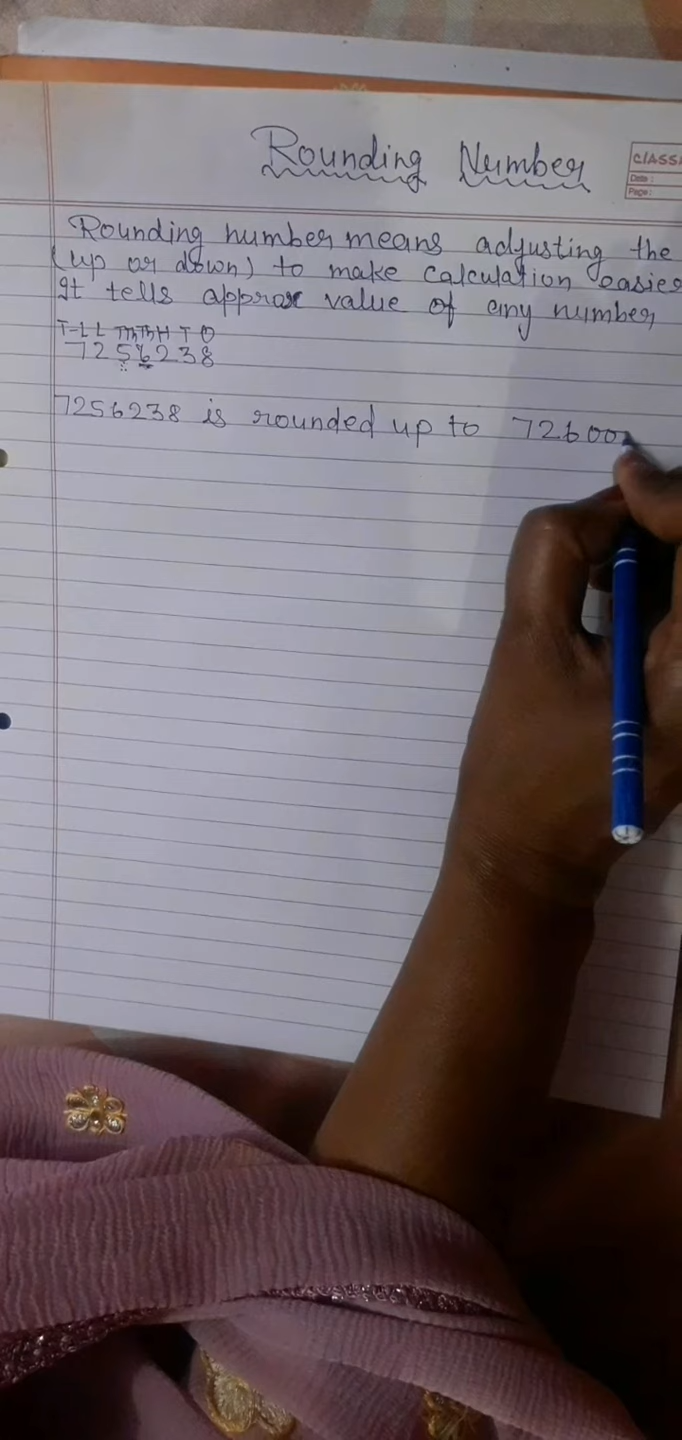 Rounding Number
CLASS
Date :
Page :
Rounding number means adjusting the
(up or down) to make calculation easier
It tells approx value of any number
T-L L TTh Th H T O
7256238
7256238 is rounded up to 72600